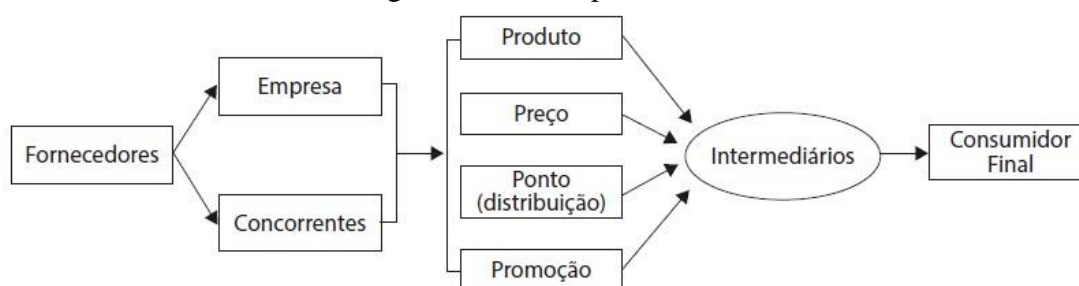 Produto
Empresa
Preço
Fornecedores
Intermediários
Consumidor
Final
Ponto
(distribuição)
Concorrentes
Promoção